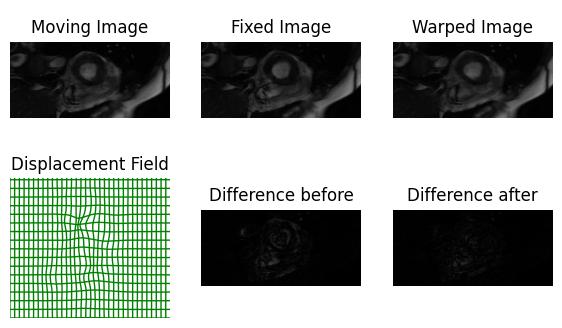 Moving Image
Fixed Image
Warped Image
Displacement Field
Difference before
Difference after